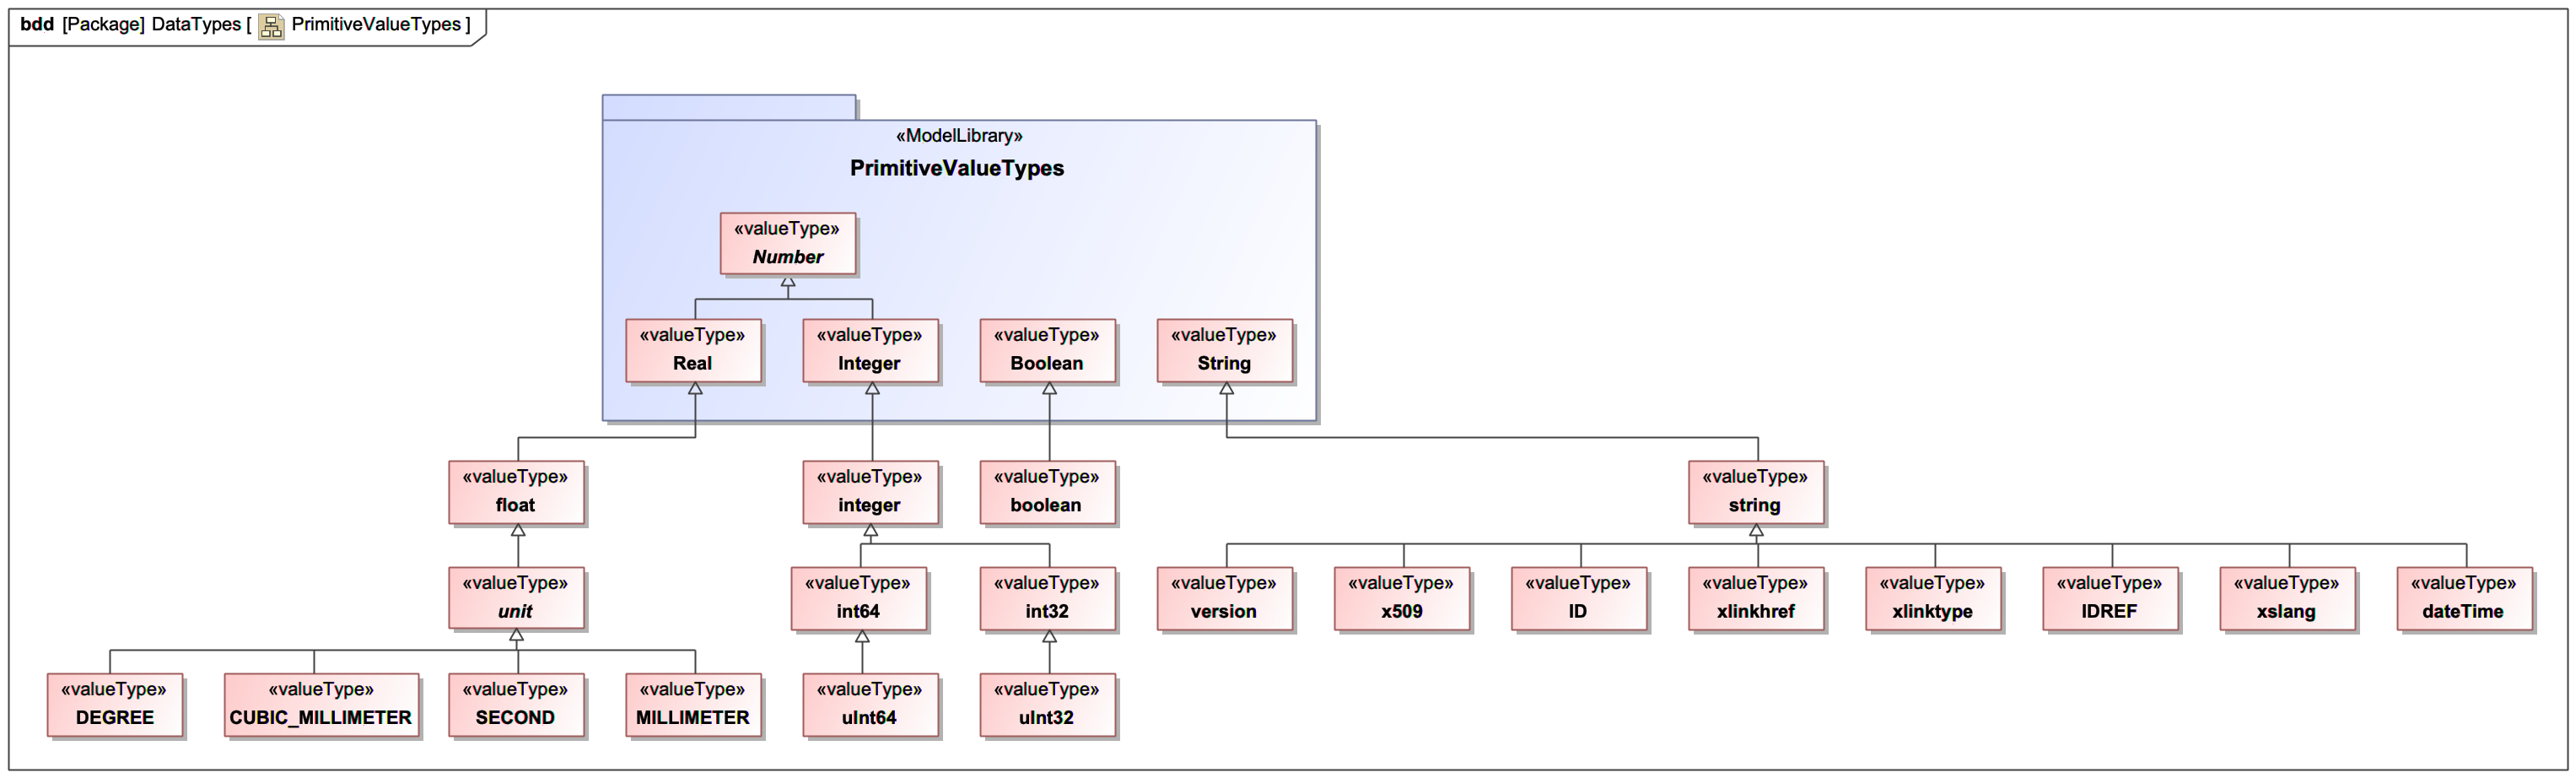 bdd [Package] DataTypes [ PrimitiveValueTypes ]
«ModelLibrary»
PrimitiveValueTypes
«valueType»
Number
«valueType» «valueType» «valueType» «valueType»
Real Integer Boolean String
«valueType» «valueType» «valueType» «valueType»
float integer boolean string
«valueType» «valueType» «valueType» «valueType» «valueType» «valueType» «valueType» «valueType» «valueType» «valueType» «valueType»
unit int64 int32 version x509 ID xlinkhref xlinktype IDREF xslang dateTime
«valueType» «valueType» «valueType» «valueType» «valueType» «valueType»
DEGREE CUBIC_MILLIMETER SECOND MILLIMETER uInt64 uInt32